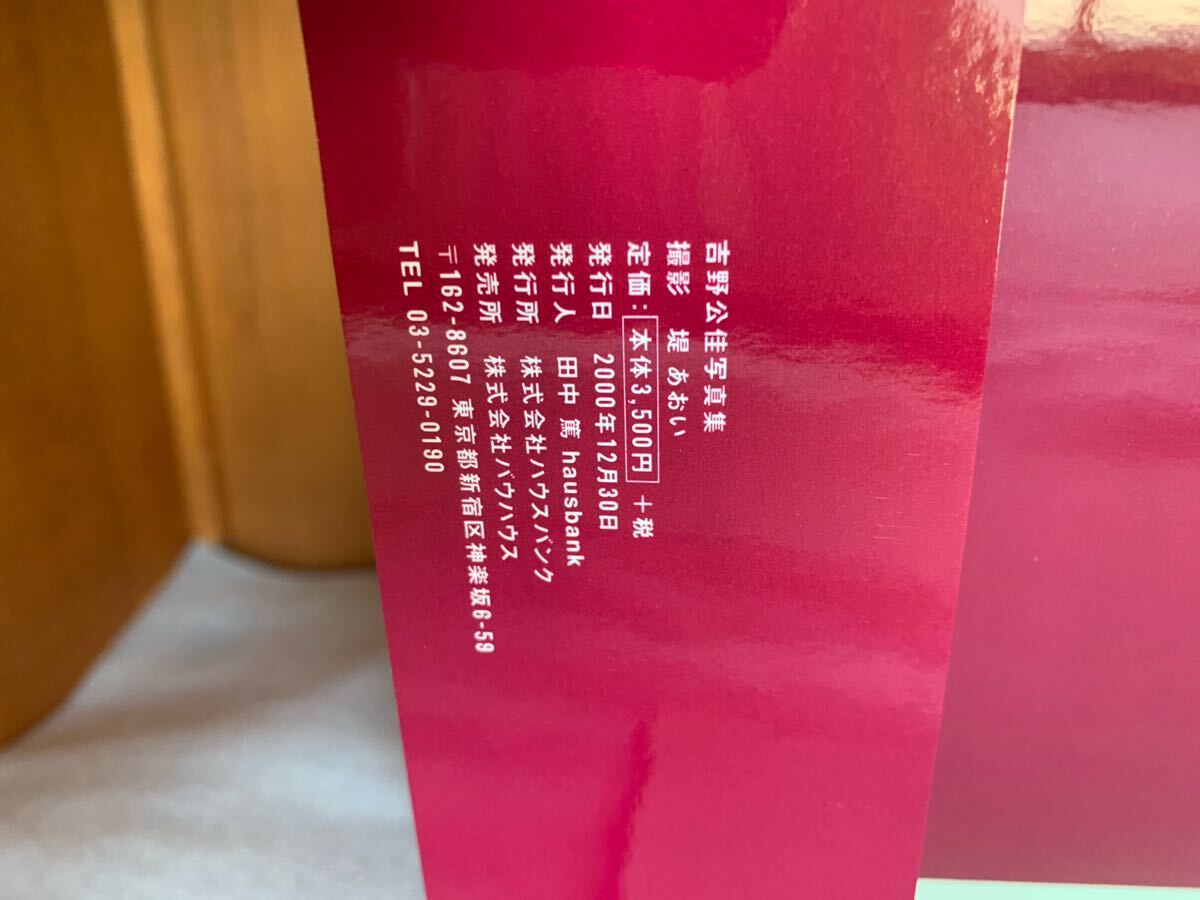 吉野公佳写真集
撮影 堤 あおい
定価：本体3,500円 +税
発行日 2000年12月30日
発行人 田中 篤 hausbank
発行所 株式会社ハウスバンク
発売所 株式会社バウハウス
〒162-8607 東京都新宿区神楽坂6-59
TEL 03-5229-0190